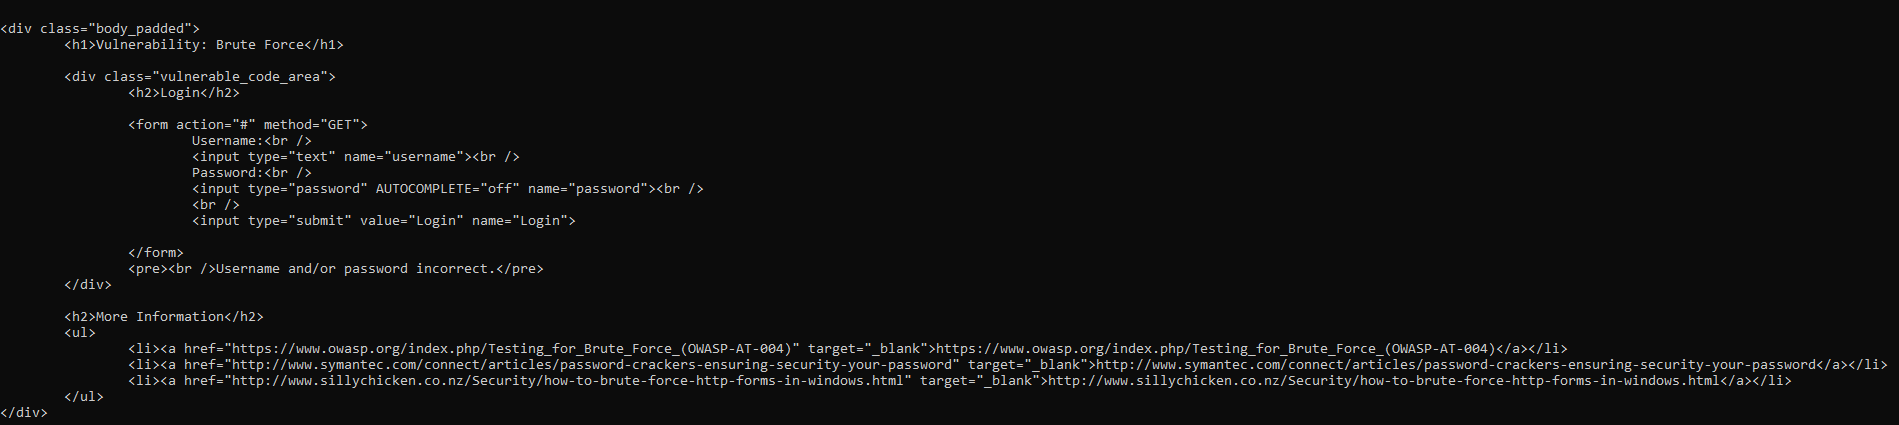 <div class="body_padded">
<h1>Vulnerability: Brute Force</h1>
<div class="vulnerable_code_area">
<h2>Login</h2>
<form action="#" method="GET">
Username:<br />
<input type="text" name="username"><br />
Password:<br />
<input type="password" AUTOCOMPLETE="off" name="password"><br />
<br />
<input type="submit" value="Login" name="Login">
</form>
<pre><br />Username and/or password incorrect.</pre>
</div>
<h2>More Information</h2>
<ul>
<li><a href="https://www.owasp.org/index.php/Testing_for_Brute_Force_(OWASP-AT-004)" target="_blank">https://www.owasp.org/index.php/Testing_for_Brute_Force_(OWASP-AT-004)</a></li>
<li><a href="http://www.symantec.com/connect/articles/password-crackers-ensuring-security-your-password" target="_blank">http://www.symantec.com/connect/articles/password-crackers-ensuring-security-your-password</a></li>
<li><a href="http://www.sillychicken.co.nz/Security/how-to-brute-force-http-forms-in-windows.html" target="_blank">http://www.sillychicken.co.nz/Security/how-to-brute-force-http-forms-in-windows.html</a></li>
</ul>
</div>